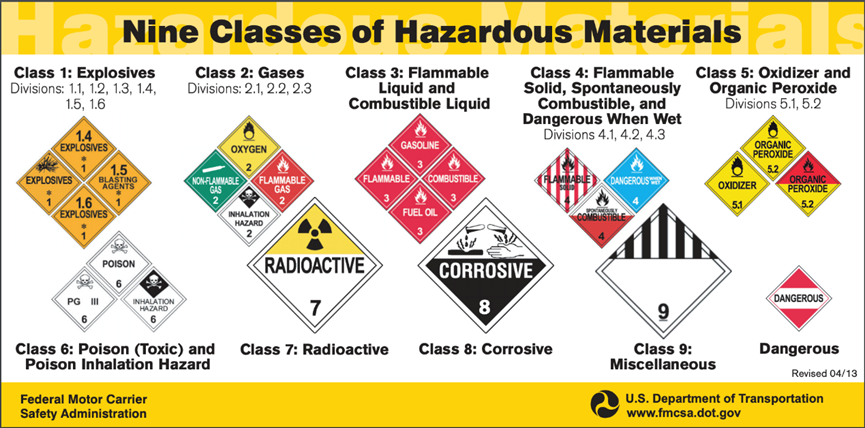 Hazardous Materials
Nine Classes of Hazardous Materials
Class 1: Explosives
Divisions: 1.1, 1.2, 1.3, 1.4,
1.5, 1.6
Class 2: Gases
Divisions: 2.1, 2.2, 2.3
Class 3: Flammable
Liquid and
Combustible Liquid
Class 4: Flammable
Solid, Spontaneously
Combustible, and
Dangerous When Wet
Divisions 4.1, 4.2, 4.3
Class 5: Oxidizer and
Organic Peroxide
Divisions 5.1, 5.2
1.4
EXPLOSIVES
*
1
EXPLOSIVES
*
*
1
1.5
BLASTING
AGENTS
*
1
1.6
EXPLOSIVES
*
1
OXYGEN
2
NON-FLAMMABLE
GAS
2
FLAMMABLE
GAS
2
INHALATION
HAZARD
2
GASOLINE
3
FLAMMABLE
3
COMBUSTIBLE
3
FUEL OIL
3
FLAMMABLE
SOLID
4
DANGEROUS WHEN
WET
4
SPONTANEOUSLY
COMBUSTIBLE
4
ORGANIC
PEROXIDE
5.2
OXIDIZER
5.1
ORGANIC
PEROXIDE
5.2
POISON
6
PG III
6
INHALATION
HAZARD
6
RADIOACTIVE
7
CORROSIVE
8
9
DANGEROUS
Class 6: Poison (Toxic) and
Poison Inhalation Hazard
Class 7: Radioactive
Class 8: Corrosive
Class 9:
Miscellaneous
Dangerous
Revised 04/13
Federal Motor Carrier
Safety Administration
U.S. Department of Transportation
www.fmcsa.dot.gov